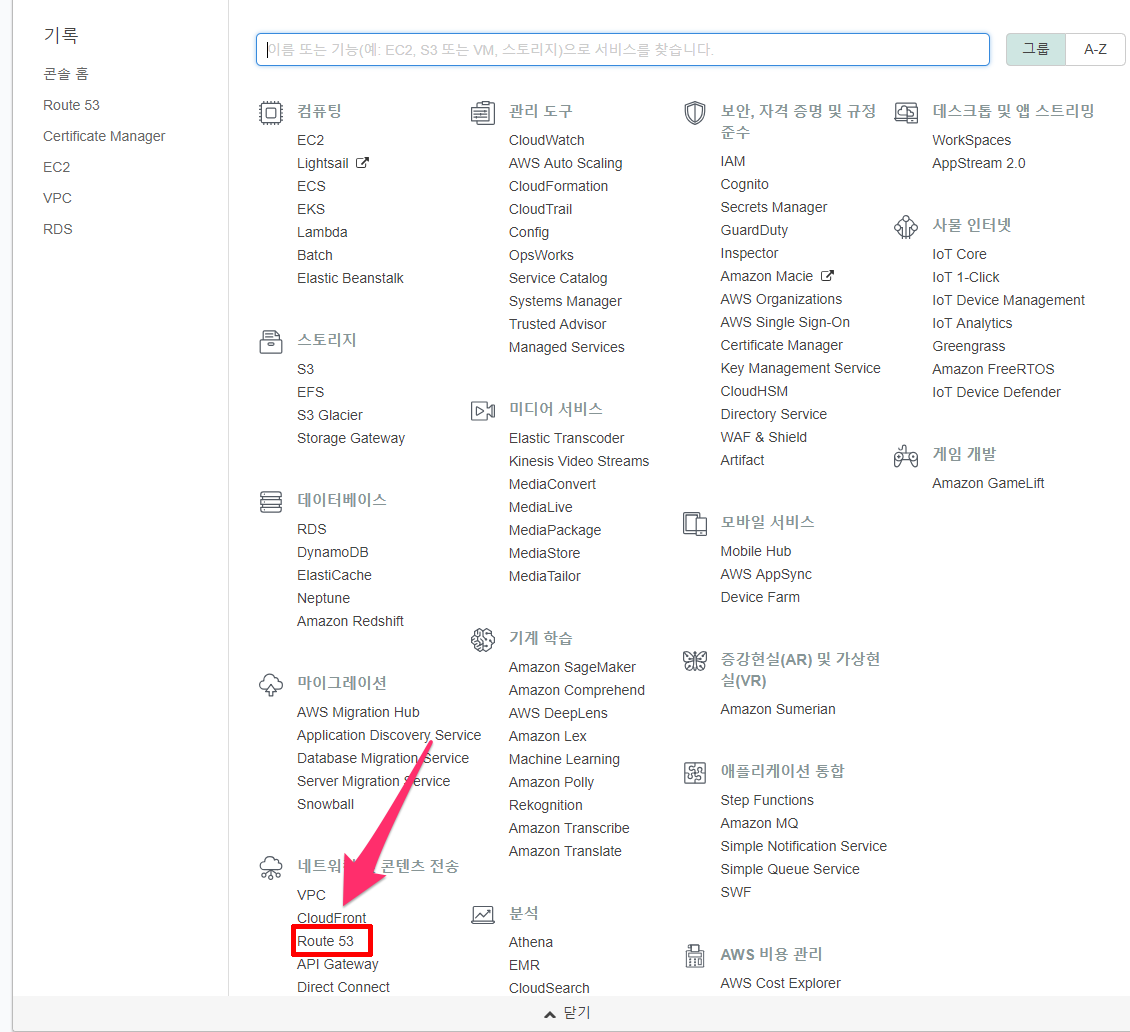 기록
콘솔 홈
Route 53
Certificate Manager
EC2
VPC
RDS
이름 또는 기능(예: EC2, S3 또는 VM, 스토리지)으로 서비스를 찾습니다.
그룹
A-Z
컴퓨팅
EC2
Lightsail
ECS
EKS
Lambda
Batch
Elastic Beanstalk
스토리지
S3
EFS
S3 Glacier
Storage Gateway
데이터베이스
RDS
DynamoDB
ElastiCache
Neptune
Amazon Redshift
마이그레이션
AWS Migration Hub
Application Discovery Service
Database Migration Service
Server Migration Service
Snowball
콘텐츠 전송
VPC
CloudFront
Route 53
API Gateway
Direct Connect
관리 도구
CloudWatch
AWS Auto Scaling
CloudFormation
CloudTrail
Config
OpsWorks
Service Catalog
Systems Manager
Trusted Advisor
Managed Services
미디어 서비스
Elastic Transcoder
Kinesis Video Streams
MediaConvert
MediaLive
MediaPackage
MediaStore
MediaTailor
기계 학습
Amazon SageMaker
Amazon Comprehend
AWS DeepLens
Amazon Lex
Machine Learning
Amazon Polly
Rekognition
Amazon Transcribe
Amazon Translate
분석
Athena
EMR
CloudSearch
보안, 자격 증명 및 규정
준수
IAM
Cognito
Secrets Manager
GuardDuty
Inspector
Amazon Macie
AWS Organizations
AWS Single Sign-On
Certificate Manager
Key Management Service
CloudHSM
Directory Service
WAF & Shield
Artifact
모바일 서비스
Mobile Hub
AWS AppSync
Device Farm
증강현실(AR) 및 가상현
실(VR)
Amazon Sumerian
애플리케이션 통합
Step Functions
Amazon MQ
Simple Notification Service
Simple Queue Service
SWF
AWS 비용 관리
AWS Cost Explorer
데스크톱 및 앱 스트리밍
WorkSpaces
AppStream 2.0
사물 인터넷
IoT Core
IoT 1-Click
IoT Device Management
IoT Analytics
Greengrass
Amazon FreeRTOS
IoT Device Defender
게임 개발
Amazon GameLift
닫기